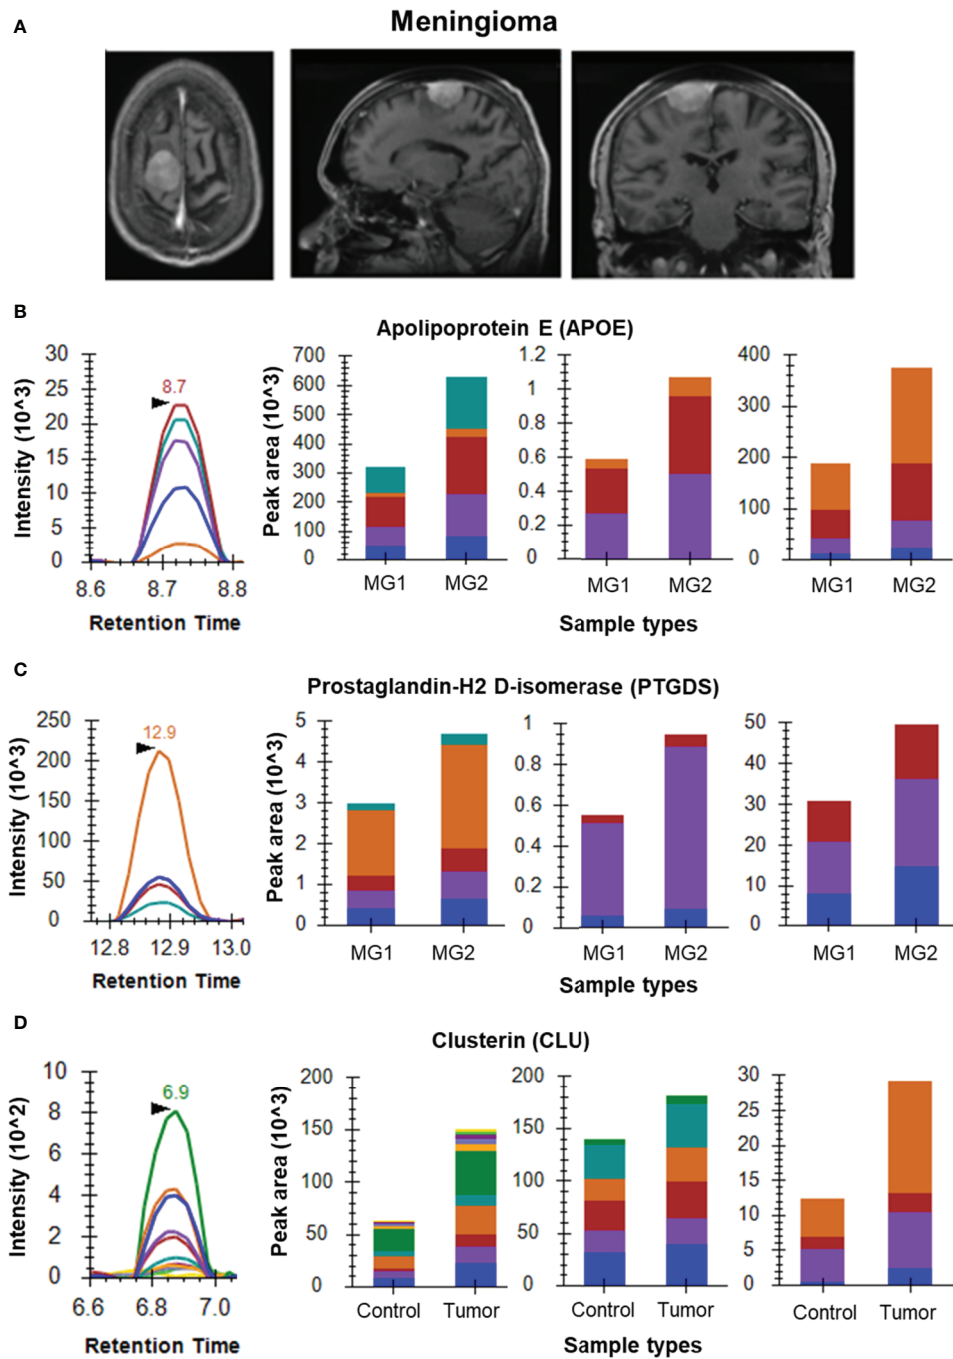 A
Meningioma
B
Apolipoprotein E (APOE)
Intensity (10^3)
30
25
20
15
10
5
0
8.7
8.6
8.7
8.8
Retention Time
Peak area (10^3)
700
600
500
400
300
200
100
0
MG1
MG2
1.2
1
0.8
0.6
0.4
0.2
0
MG1
MG2
400
300
200
100
0
MG1
MG2
Sample types
C
Prostaglandin-H2 D-isomerase (PTGDS)
Intensity (10^3)
250
200
150
100
50
0
12.9
12.8
12.9
13.0
Retention Time
Peak area (10^3)
5
4
3
2
1
0
MG1
MG2
1
0.8
0.6
0.4
0.2
0
MG1
MG2
50
40
30
20
10
0
MG1
MG2
Sample types
D
Clusterin (CLU)
Intensity (10^2)
10
8
6
4
2
0
6.9
6.6
6.8
7.0
Retention Time
Peak area (10^3)
200
150
100
50
0
Control
Tumor
200
150
100
50
0
Control
Tumor
30
25
20
15
10
5
0
Control
Tumor
Sample types